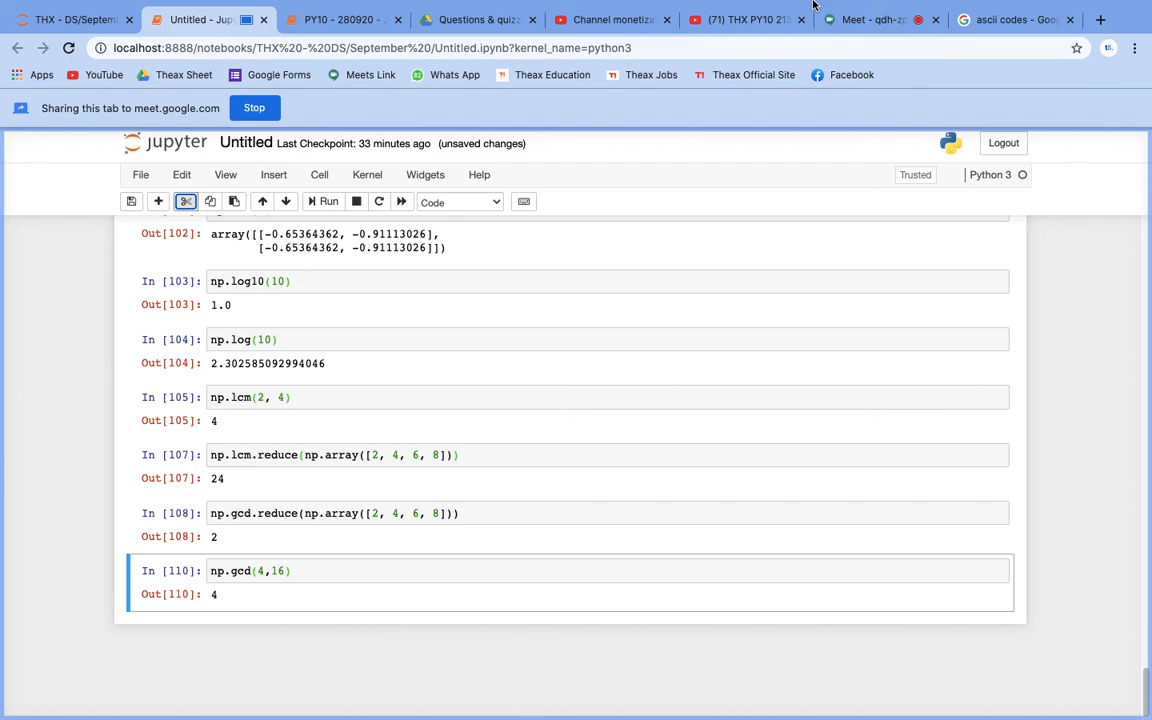 THX - DS/Septem
Untitled - Jup
PY10 - 280920 -
Questions & quizz
Channel monetiza
(71) THX PY10 213
Meet - qdh-zp
ascii codes - Goo
localhost:8888/notebooks/THX%20-%20DS/September%20/Untitled.ipynb?kernel_name=python3
Apps
YouTube
Theax Sheet
Google Forms
Meets Link
Whats App
Theax Education
Theax Jobs
Theax Official Site
Facebook
Sharing this tab to meet.google.com
Stop
jupyter Untitled Last Checkpoint: 33 minutes ago (unsaved changes)
Logout
File Edit View Insert Cell Kernel Widgets Help
Trusted
Python 3
Run
Code
Out[102]: array([[-0.65364362, -0.91113026],
[-0.65364362, -0.91113026]])
In [103]: np.log10(10)
Out[103]: 1.0
In [104]: np.log(10)
Out[104]: 2.302585092994046
In [105]: np.lcm(2, 4)
Out[105]: 4
In [107]: np.lcm.reduce(np.array([2, 4, 6, 8]))
Out[107]: 24
In [108]: np.gcd.reduce(np.array([2, 4, 6, 8]))
Out[108]: 2
In [110]: np.gcd(4,16)
Out[110]: 4